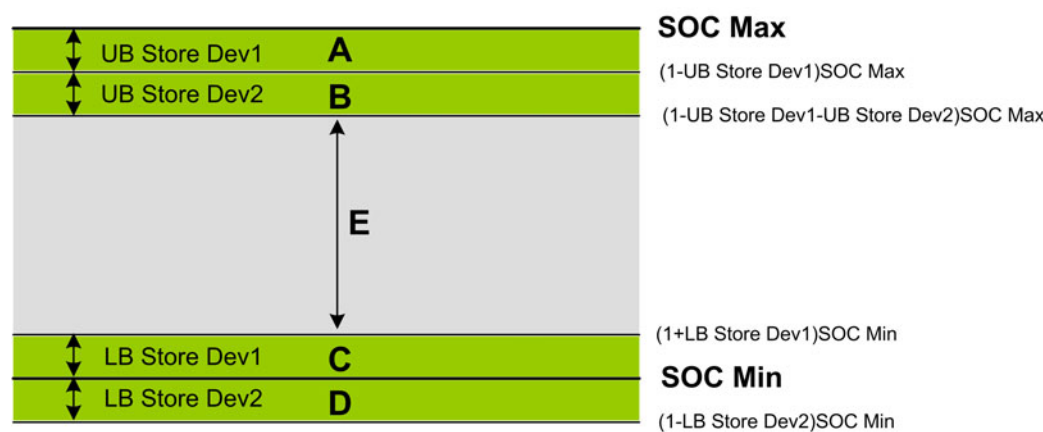 SOC Max
UB Store Dev1 A
(1-UB Store Dev1)SOC Max
UB Store Dev2 B
(1-UB Store Dev1-UB Store Dev2)SOC Max
E
(1+LB Store Dev1)SOC Min
LB Store Dev1 C
SOC Min
LB Store Dev2 D
(1-LB Store Dev2)SOC Min